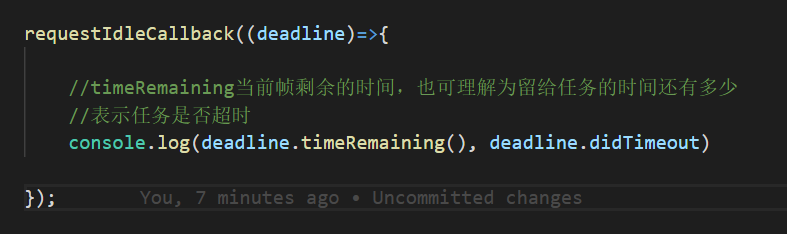 requestIdleCallback((deadline)=>{
//timeRemaining当前帧剩余的时间，也可理解为留给任务的时间还有多少
//表示任务是否超时
console.log(deadline.timeRemaining(), deadline.didTimeout)
}); You, 7 minutes ago • Uncommitted changes